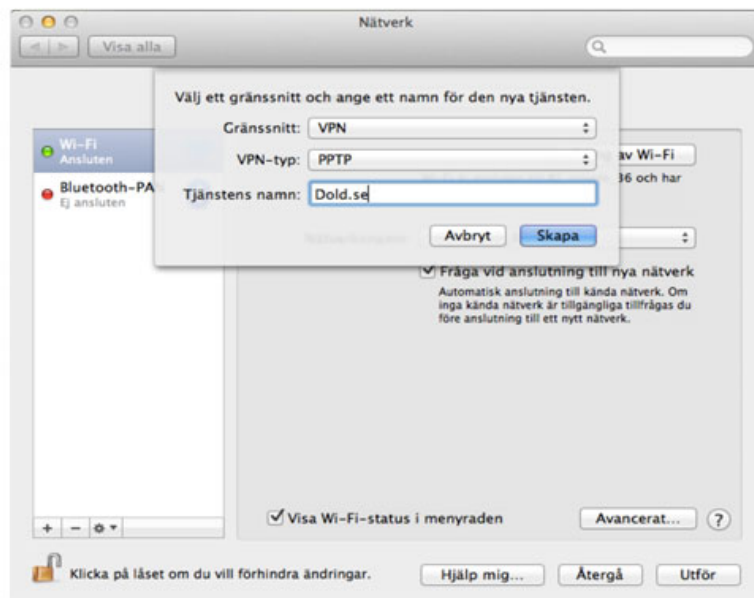 Nätverk
Visa alla
Välj ett gränssnitt och ange ett namn för den nya tjänsten.
Gränssnitt: VPN
VPN-typ: PPTP
Tjänstens namn: Dold.se
Avbryt
Skapa
Wi-Fi
Ansluten
Bluetooth-PA
Ej ansluten
av Wi-Fi
36 och har
Fråga vid anslutning till nya nätverk
Automatisk anslutning till kända nätverk. Om
inga kända nätverk är tillgängliga tillfrågas du
före anslutning till ett nytt nätverk.
Visa Wi-Fi-status i menyraden
Avancerat...
?
+ −
Klicka på låset om du vill förhindra ändringar.
Hjälp mig...
Återgå
Utför